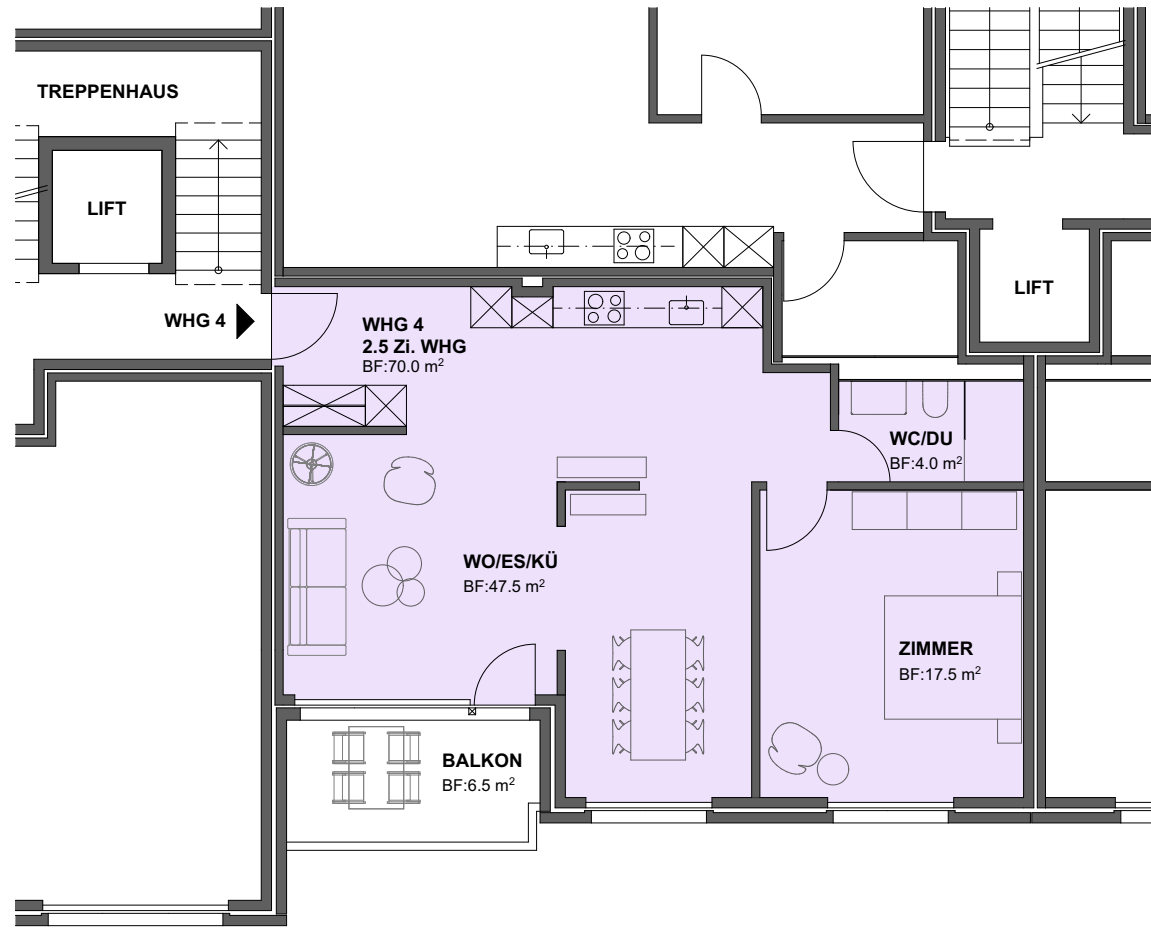 TREPPENHAUS
LIFT
LIFT
WHG 4
WHG 4
2.5 Zi. WHG
BF:70.0 m²
WC/DU
BF:4.0 m²
WO/ES/KÜ
BF:47.5 m²
ZIMMER
BF:17.5 m²
BALKON
BF:6.5 m²